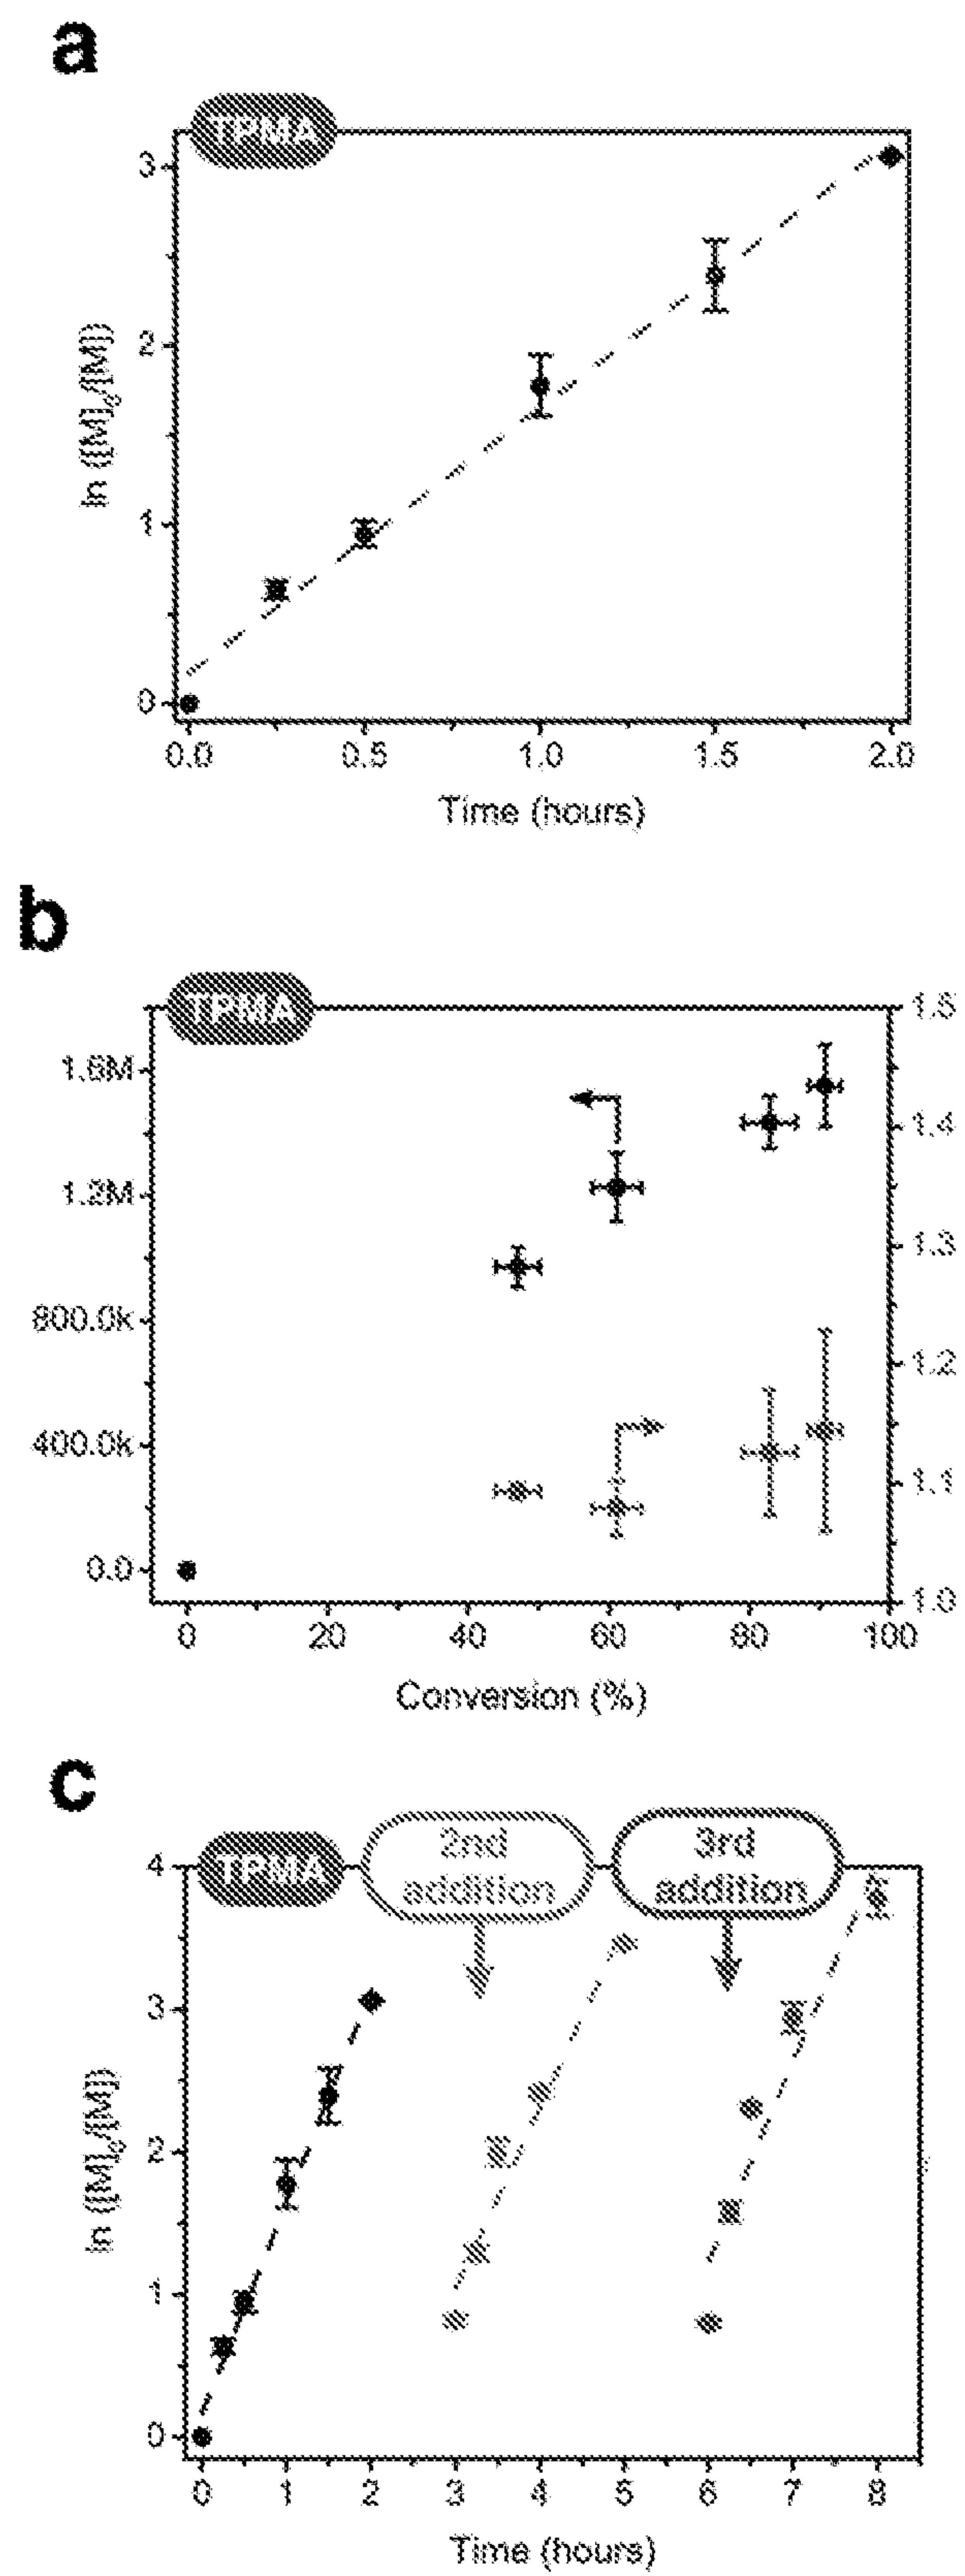 a
TPMA
3
2
1
0
ln ([M]0/[M])
0.0 0.5 1.0 1.5 2.0
Time (hours)
b
TPMA
1.6M
1.2M
800.0k
400.0k
0.0
1.5
1.4
1.3
1.2
1.1
1.0
0 20 40 60 80 100
Conversion (%)
c
TPMA
2nd
addition
3rd
addition
4
3
2
1
0
ln ([M]0/[M])
0 1 2 3 4 5 6 7 8
Time (hours)